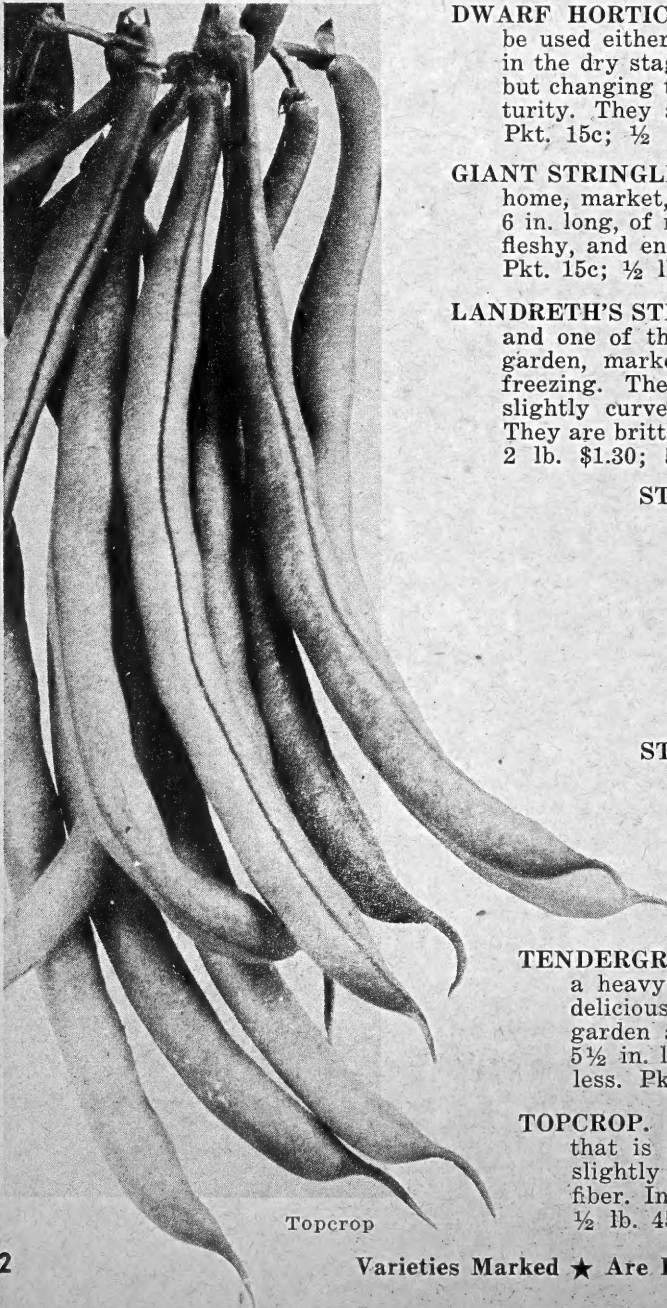 DWARF HORTIC
be used either
in the dry stag
but changing t
turity. They a
Pkt. 15c; ½
GIANT STRINGLE
home, market,
6 in. long, of r
fleshy, and en
Pkt. 15c; ½ l
LANDRETH'S ST
and one of th
garden, marke
freezing. The
slightly curve
They are britt
2 lb. $1.30;
ST
ST
TENDERGR
a heavy
delicious
garden a
5½ in. l
less. Pk
TOPCROP.
that is
slightly
fiber. In
½ lb. 4
Topcrop
2
Varieties Marked ★ Are